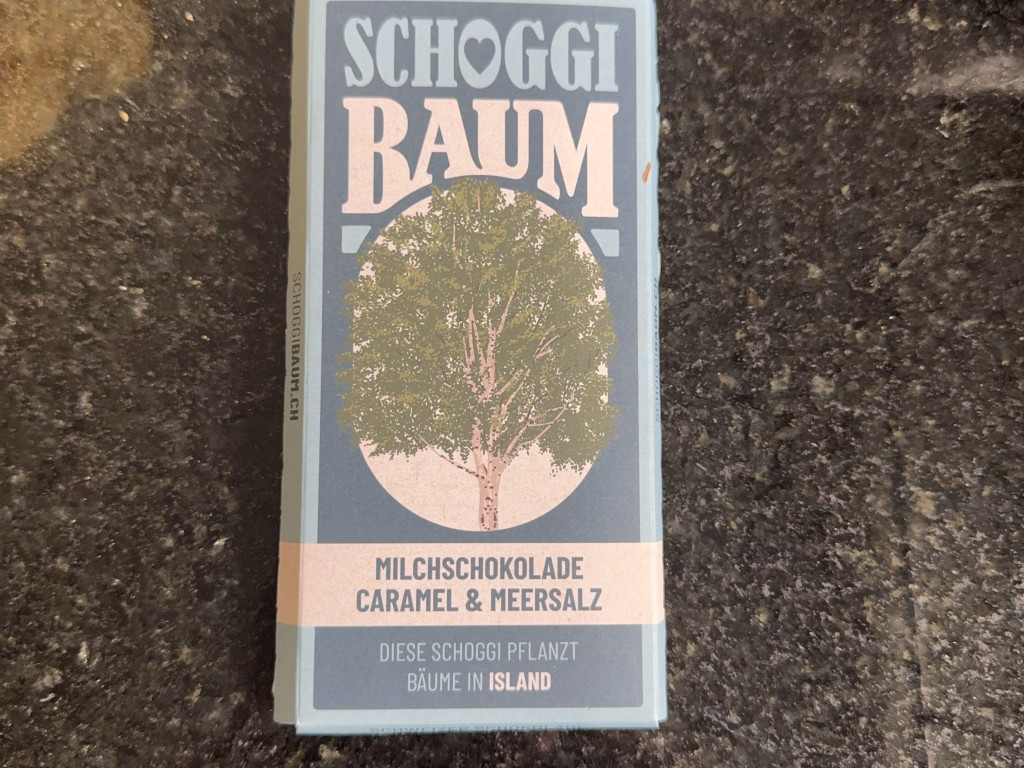 SCHOGGI
BAUM
SCHOGGIBAUM.CH
MILCHSCHOKOLADE
CARAMEL & MEERSALZ
DIESE SCHOGGI PFLANZT
BÄUME IN ISLAND